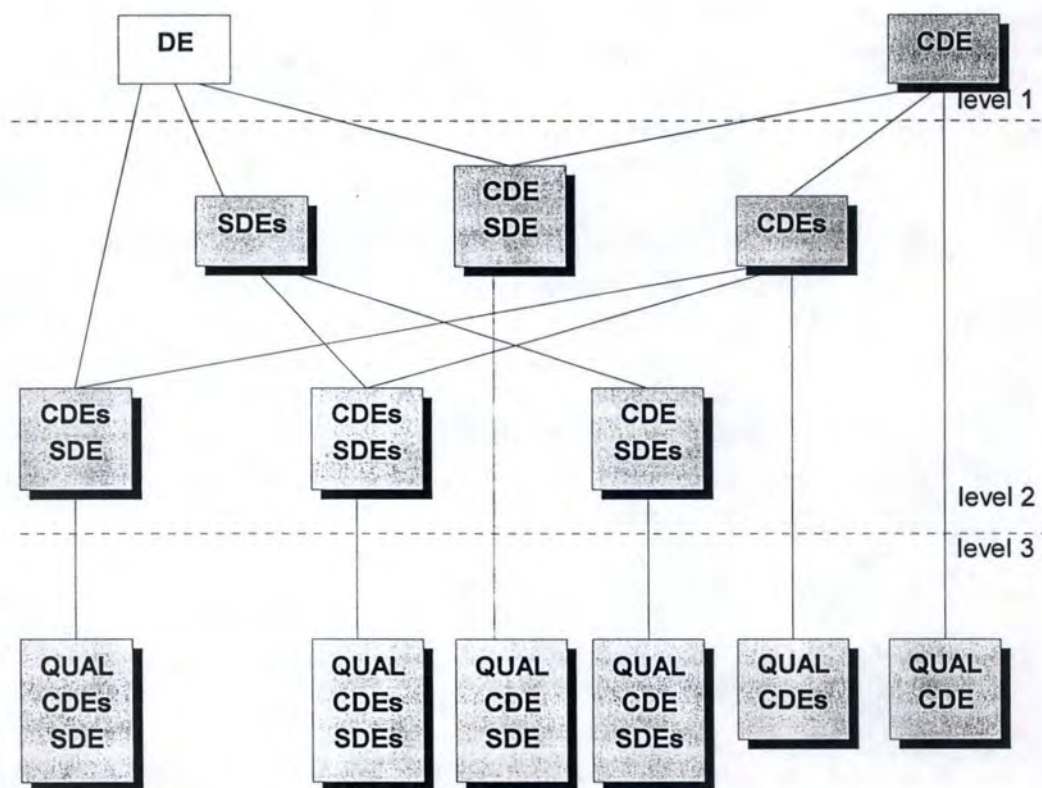 DE
CDE
level 1
SDEs
CDE
SDE
CDEs
CDEs
SDE
CDEs
SDEs
CDE
SDEs
level 2
level 3
QUAL
CDEs
SDE
QUAL
CDEs
SDEs
QUAL
CDE
SDE
QUAL
CDE
SDEs
QUAL
CDEs
QUAL
CDE